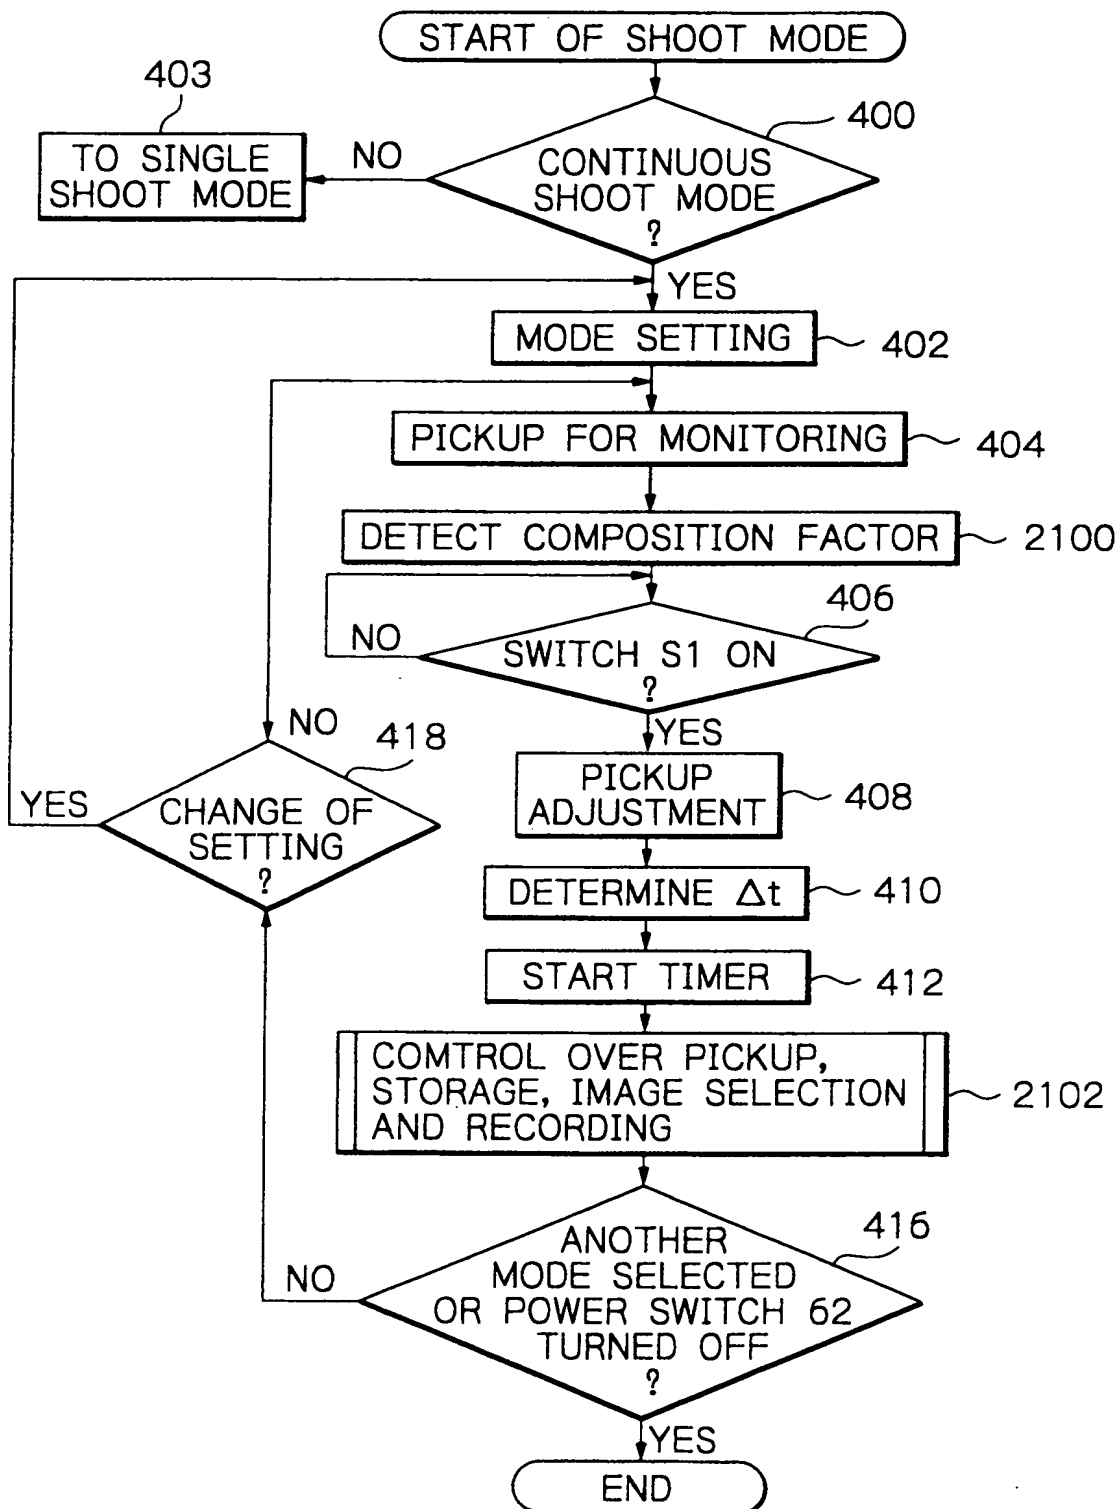 START OF SHOOT MODE
403
400
TO SINGLE
SHOOT MODE
NO
CONTINUOUS
SHOOT MODE
?
YES
MODE SETTING
402
PICKUP FOR MONITORING
404
DETECT COMPOSITION FACTOR
2100
406
NO
SWITCH S1 ON
?
YES
NO
418
PICKUP
ADJUSTMENT
408
YES
CHANGE OF
SETTING
?
DETERMINE Δt
410
START TIMER
412
COMTROL OVER PICKUP,
STORAGE, IMAGE SELECTION
AND RECORDING
2102
416
NO
ANOTHER
MODE SELECTED
OR POWER SWITCH 62
TURNED OFF
?
YES
END